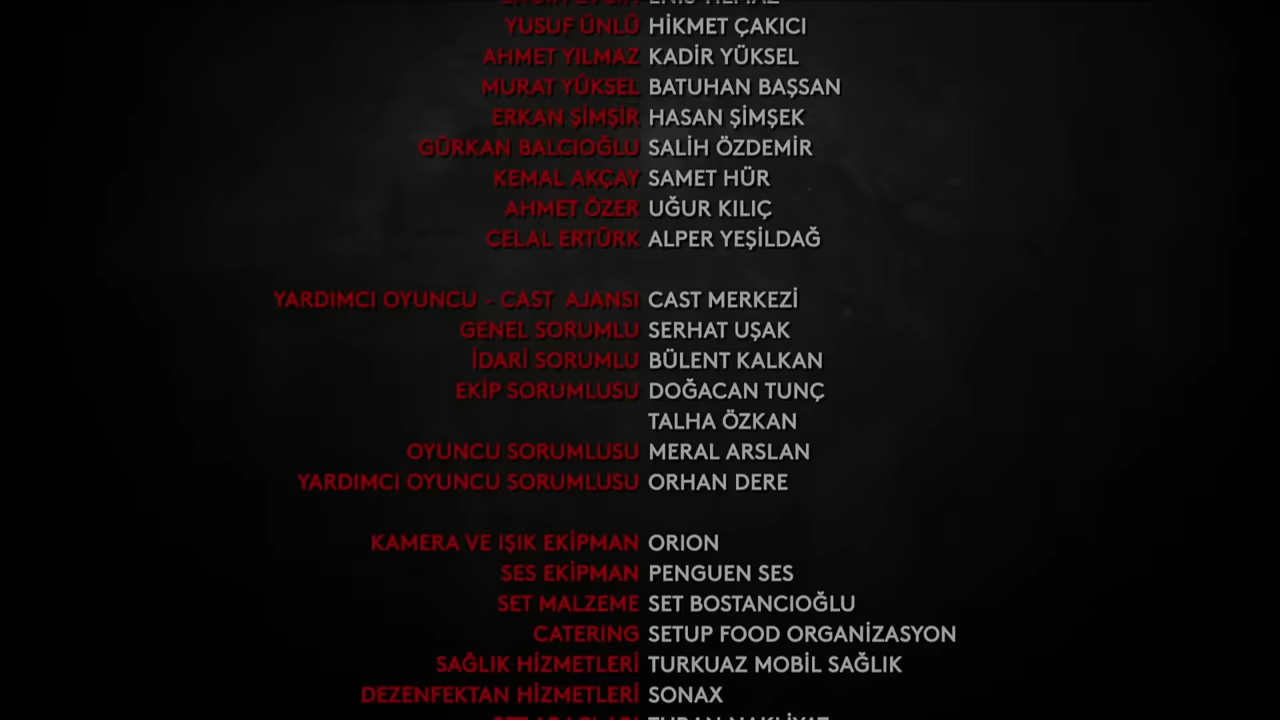 YUSUF ÜNLÜ HİKMET ÇAKICI
AHMET YILMAZ KADİR YÜKSEL
MURAT YÜKSEL BATUHAN BAŞSAN
ERKAN ŞİMŞİR HASAN ŞİMŞEK
GÜRKAN BALCIOĞLU SALİH ÖZDEMİR
KEMAL AKÇAY SAMET HÜR
AHMET ÖZER UĞUR KILIÇ
CELAL ERTÜRK ALPER YEŞİLDAĞ
YARDIMCI OYUNCU - CAST AJANSI CAST MERKEZİ
GENEL SORUMLU SERHAT UŞAK
İDARİ SORUMLU BÜLENT KALKAN
EKİP SORUMLUSU DOĞACAN TUNÇ
TALHA ÖZKAN
OYUNCU SORUMLUSU MERAL ARSLAN
YARDIMCI OYUNCU SORUMLUSU ORHAN DERE
KAMERA VE IŞIK EKİPMAN ORION
SES EKİPMAN PENGUEN SES
SET MALZEME SET BOSTANCIOĞLU
CATERING SETUP FOOD ORGANİZASYON
SAĞLIK HİZMETLERİ TURKUAZ MOBİL SAĞLIK
DEZENFEKTAN HİZMETLERİ SONAX